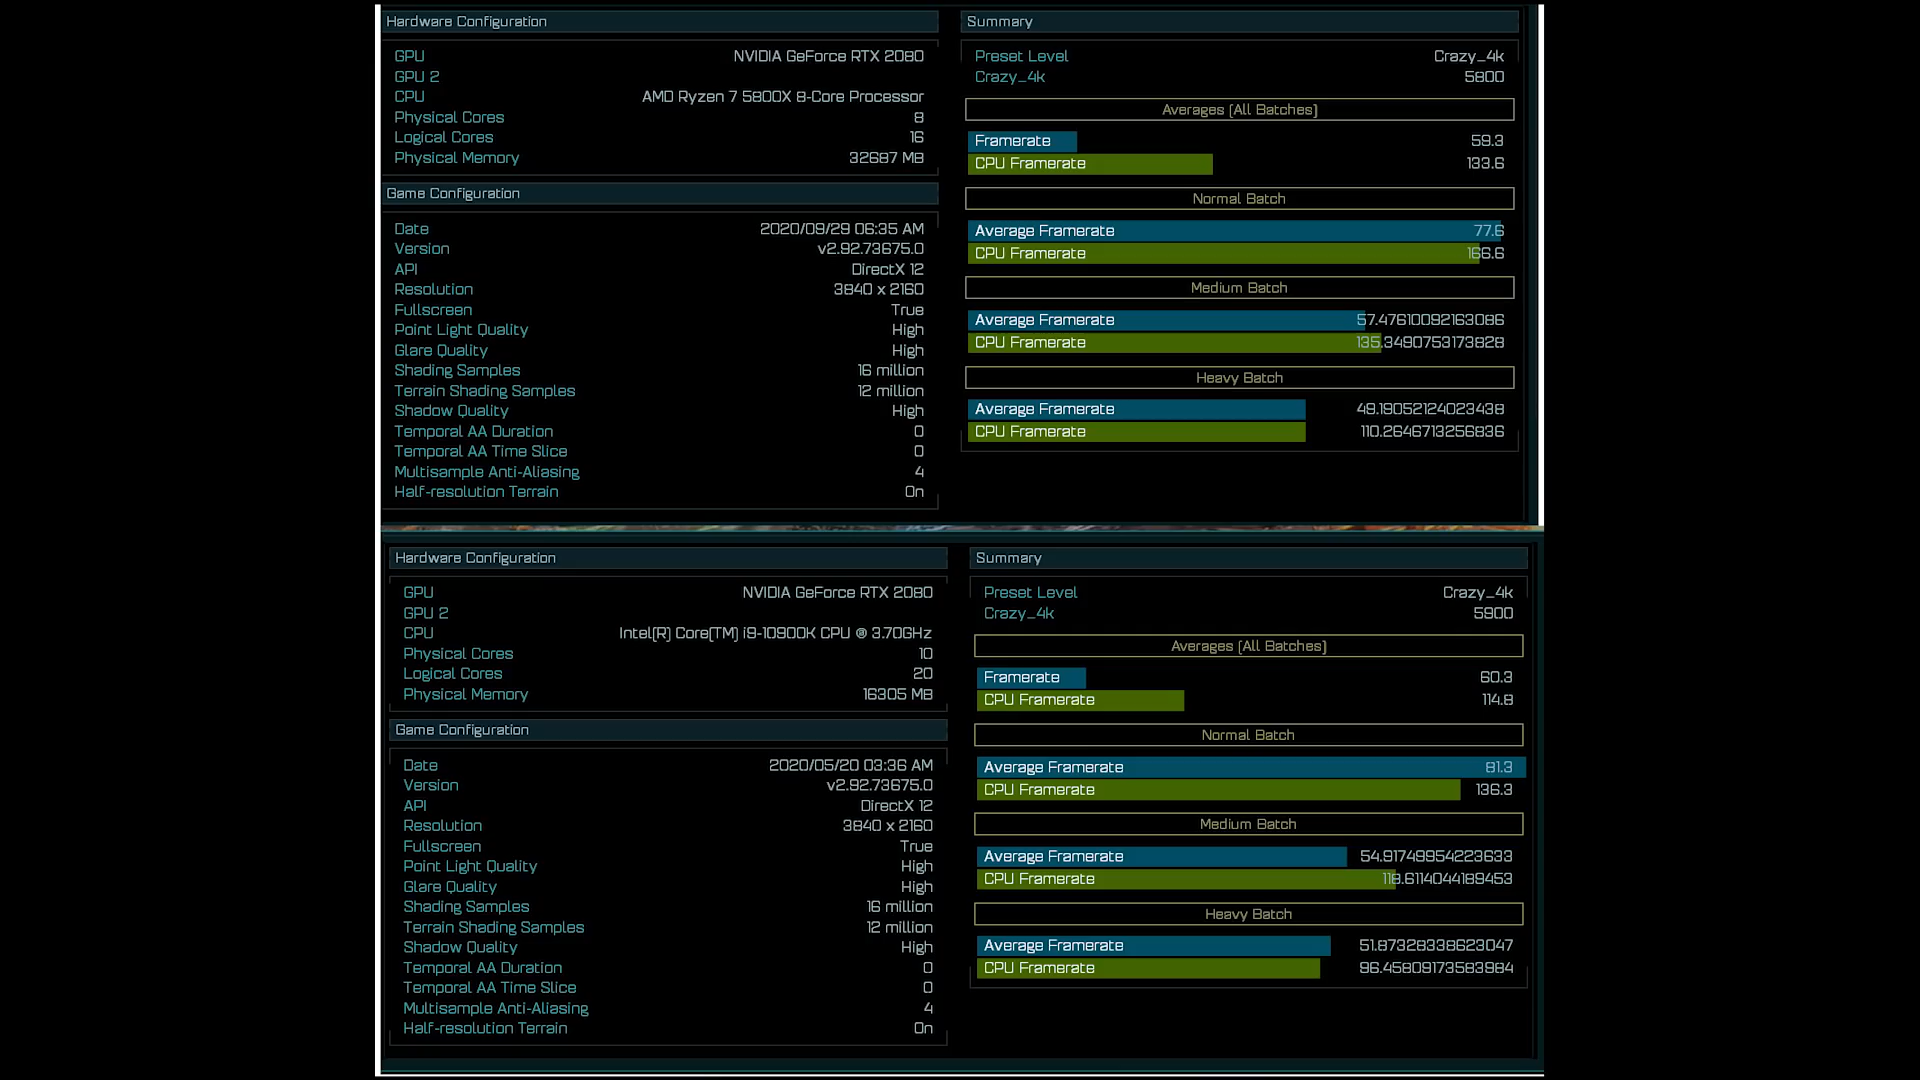 Hardware Configuration
GPU NVIDIA GeForce RTX 2080
GPU 2
CPU AMD Ryzen 7 5800X 8-Core Processor
Physical Cores 8
Logical Cores 16
Physical Memory 32687 MB
Game Configuration
Date 2020/09/29 06:35 AM
Version v2.92.73675.0
API DirectX 12
Resolution 3840 x 2160
Fullscreen True
Point Light Quality High
Glare Quality High
Shading Samples 16 million
Terrain Shading Samples 12 million
Shadow Quality High
Temporal AA Duration 0
Temporal AA Time Slice 0
Multisample Anti-Aliasing 4
Half-resolution Terrain On
Summary
Preset Level Crazy_4k
Crazy_4k 5800
Averages (All Batches)
Framerate 59.3
CPU Framerate 133.6
Normal Batch
Average Framerate 77.6
CPU Framerate 166.6
Medium Batch
Average Framerate 57.47610092163086
CPU Framerate 135.3490753173828
Heavy Batch
Average Framerate 49.19052124023438
CPU Framerate 110.2646713256836
Hardware Configuration
GPU NVIDIA GeForce RTX 2080
GPU 2
CPU Intel(R) Core(TM) i9-10900K CPU @ 3.70GHz
Physical Cores 10
Logical Cores 20
Physical Memory 16305 MB
Game Configuration
Date 2020/05/20 03:36 AM
Version v2.92.73675.0
API DirectX 12
Resolution 3840 x 2160
Fullscreen True
Point Light Quality High
Glare Quality High
Shading Samples 16 million
Terrain Shading Samples 12 million
Shadow Quality High
Temporal AA Duration 0
Temporal AA Time Slice 0
Multisample Anti-Aliasing 4
Half-resolution Terrain On
Summary
Preset Level Crazy_4k
Crazy_4k 5900
Averages (All Batches)
Framerate 60.3
CPU Framerate 114.8
Normal Batch
Average Framerate 81.3
CPU Framerate 136.3
Medium Batch
Average Framerate 54.91749954223633
CPU Framerate 118.6114044189453
Heavy Batch
Average Framerate 51.87328338623047
CPU Framerate 96.45809173583984